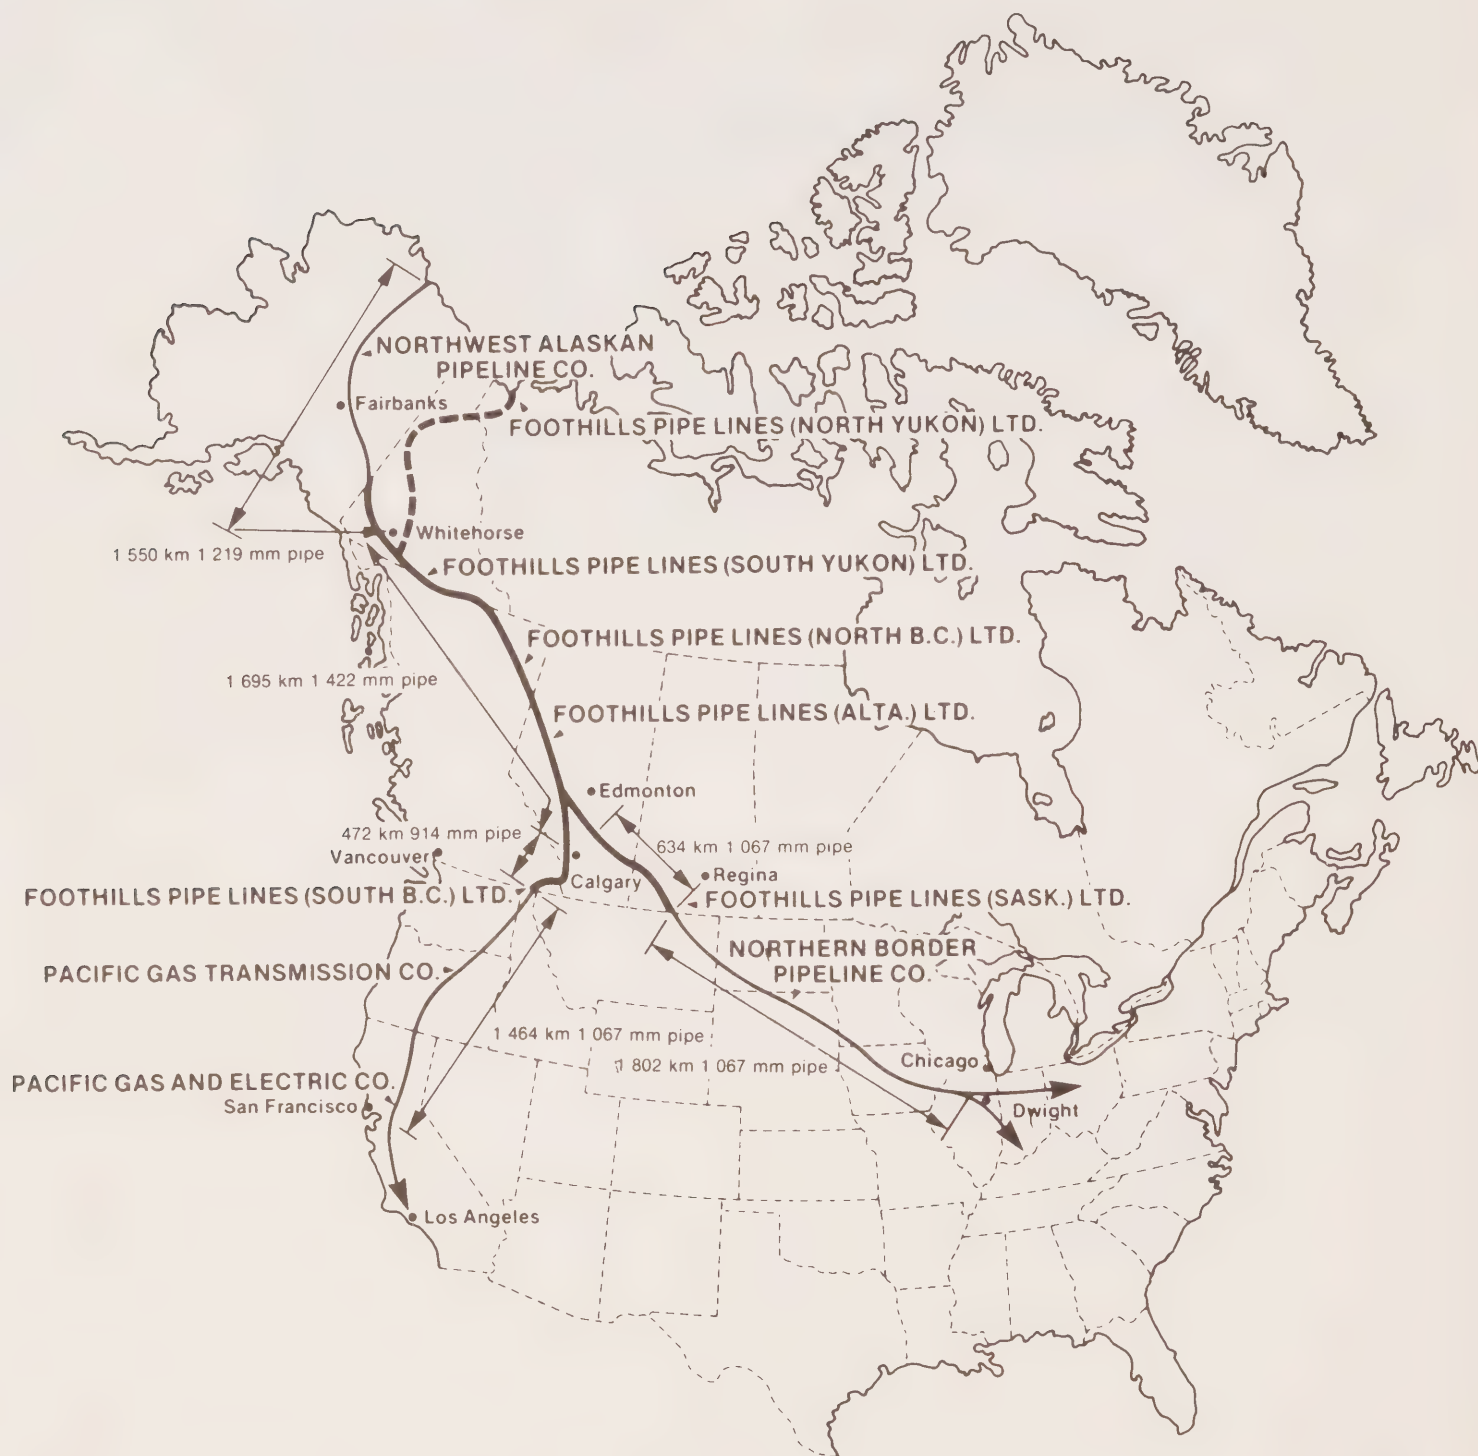 NORTHWEST ALASKAN
PIPELINE CO.
Fairbanks
FOOTHILLS PIPE LINES (NORTH YUKON) LTD.
Whitehorse
1 550 km 1 219 mm pipe
FOOTHILLS PIPE LINES (SOUTH YUKON) LTD.
FOOTHILLS PIPE LINES (NORTH B.C.) LTD.
1 695 km 1 422 mm pipe
FOOTHILLS PIPE LINES (ALTA.) LTD.
Edmonton
472 km 914 mm pipe
634 km 1 067 mm pipe
Vancouver
Calgary
Regina
FOOTHILLS PIPE LINES (SOUTH B.C.) LTD.
FOOTHILLS PIPE LINES (SASK.) LTD.
NORTHERN BORDER
PIPELINE CO.
PACIFIC GAS TRANSMISSION CO.
1 464 km 1 067 mm pipe
1 802 km 1 067 mm pipe
Chicago
PACIFIC GAS AND ELECTRIC CO.
San Francisco
Dwight
Los Angeles